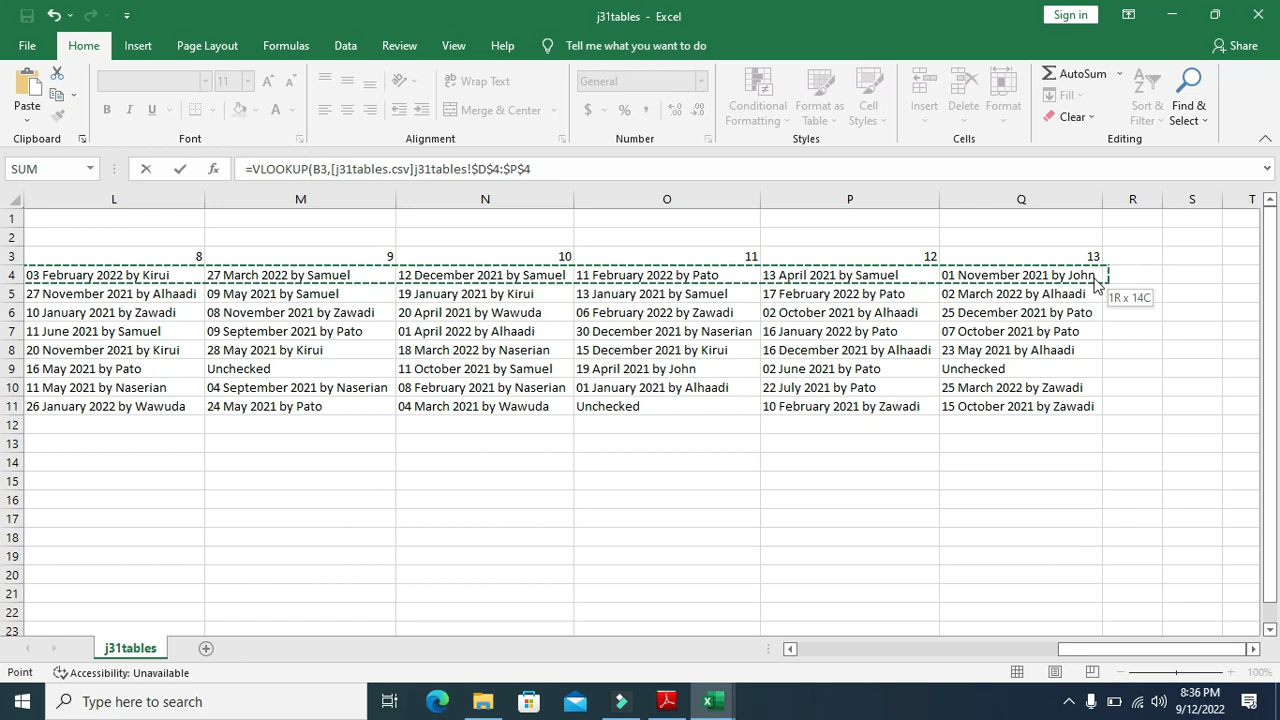 j31tables - Excel
Sign in
File Home Insert Page Layout Formulas Data Review View Help Tell me what you want to do Share
Paste
Clipboard
11
B I U A
Font
ab Wrap Text
Merge & Center
Alignment
General
$ % ,
Number
Conditional Formatting
Format as Table
Cell Styles
Styles
Insert Delete Format
Cells
AutoSum
Fill
Clear
Sort & Filter
Find & Select
Editing
SUM fx =VLOOKUP(B3,[j31tables.csv]j31tables!$D$4:$P$4
L M N O P Q R S T
1
2
3 8 9 10 11 12 13
4 03 February 2022 by Kirui 27 March 2022 by Samuel 12 December 2021 by Samuel 11 February 2022 by Pato 13 April 2021 by Samuel 01 November 2021 by John
1R x 14C
5 27 November 2021 by Alhaadi 09 May 2021 by Samuel 19 January 2021 by Kirui 13 January 2021 by Samuel 17 February 2022 by Pato 02 March 2022 by Alhaadi
6 10 January 2021 by Zawadi 08 November 2021 by Zawadi 20 April 2021 by Wawuda 06 February 2022 by Zawadi 02 October 2021 by Alhaadi 25 December 2021 by Pato
7 11 June 2021 by Samuel 09 September 2021 by Pato 01 April 2022 by Alhaadi 30 December 2021 by Naserian 16 January 2022 by Pato 07 October 2021 by Pato
8 20 November 2021 by Kirui 28 May 2021 by Kirui 18 March 2022 by Naserian 15 December 2021 by Kirui 16 December 2021 by Alhaadi 23 May 2021 by Alhaadi
9 16 May 2021 by Pato Unchecked 11 October 2021 by Samuel 19 April 2021 by John 02 June 2021 by Pato Unchecked
10 11 May 2021 by Naserian 04 September 2021 by Naserian 08 February 2021 by Naserian 01 January 2021 by Alhaadi 22 July 2021 by Pato 25 March 2022 by Zawadi
11 26 January 2022 by Wawuda 24 May 2021 by Pato 04 March 2021 by Wawuda Unchecked 10 February 2021 by Zawadi 15 October 2021 by Zawadi
12
13
14
15
16
17
18
19
20
21
22
23
j31tables
Point Accessibility: Unavailable 100%
Type here to search
8:36 PM
9/12/2022